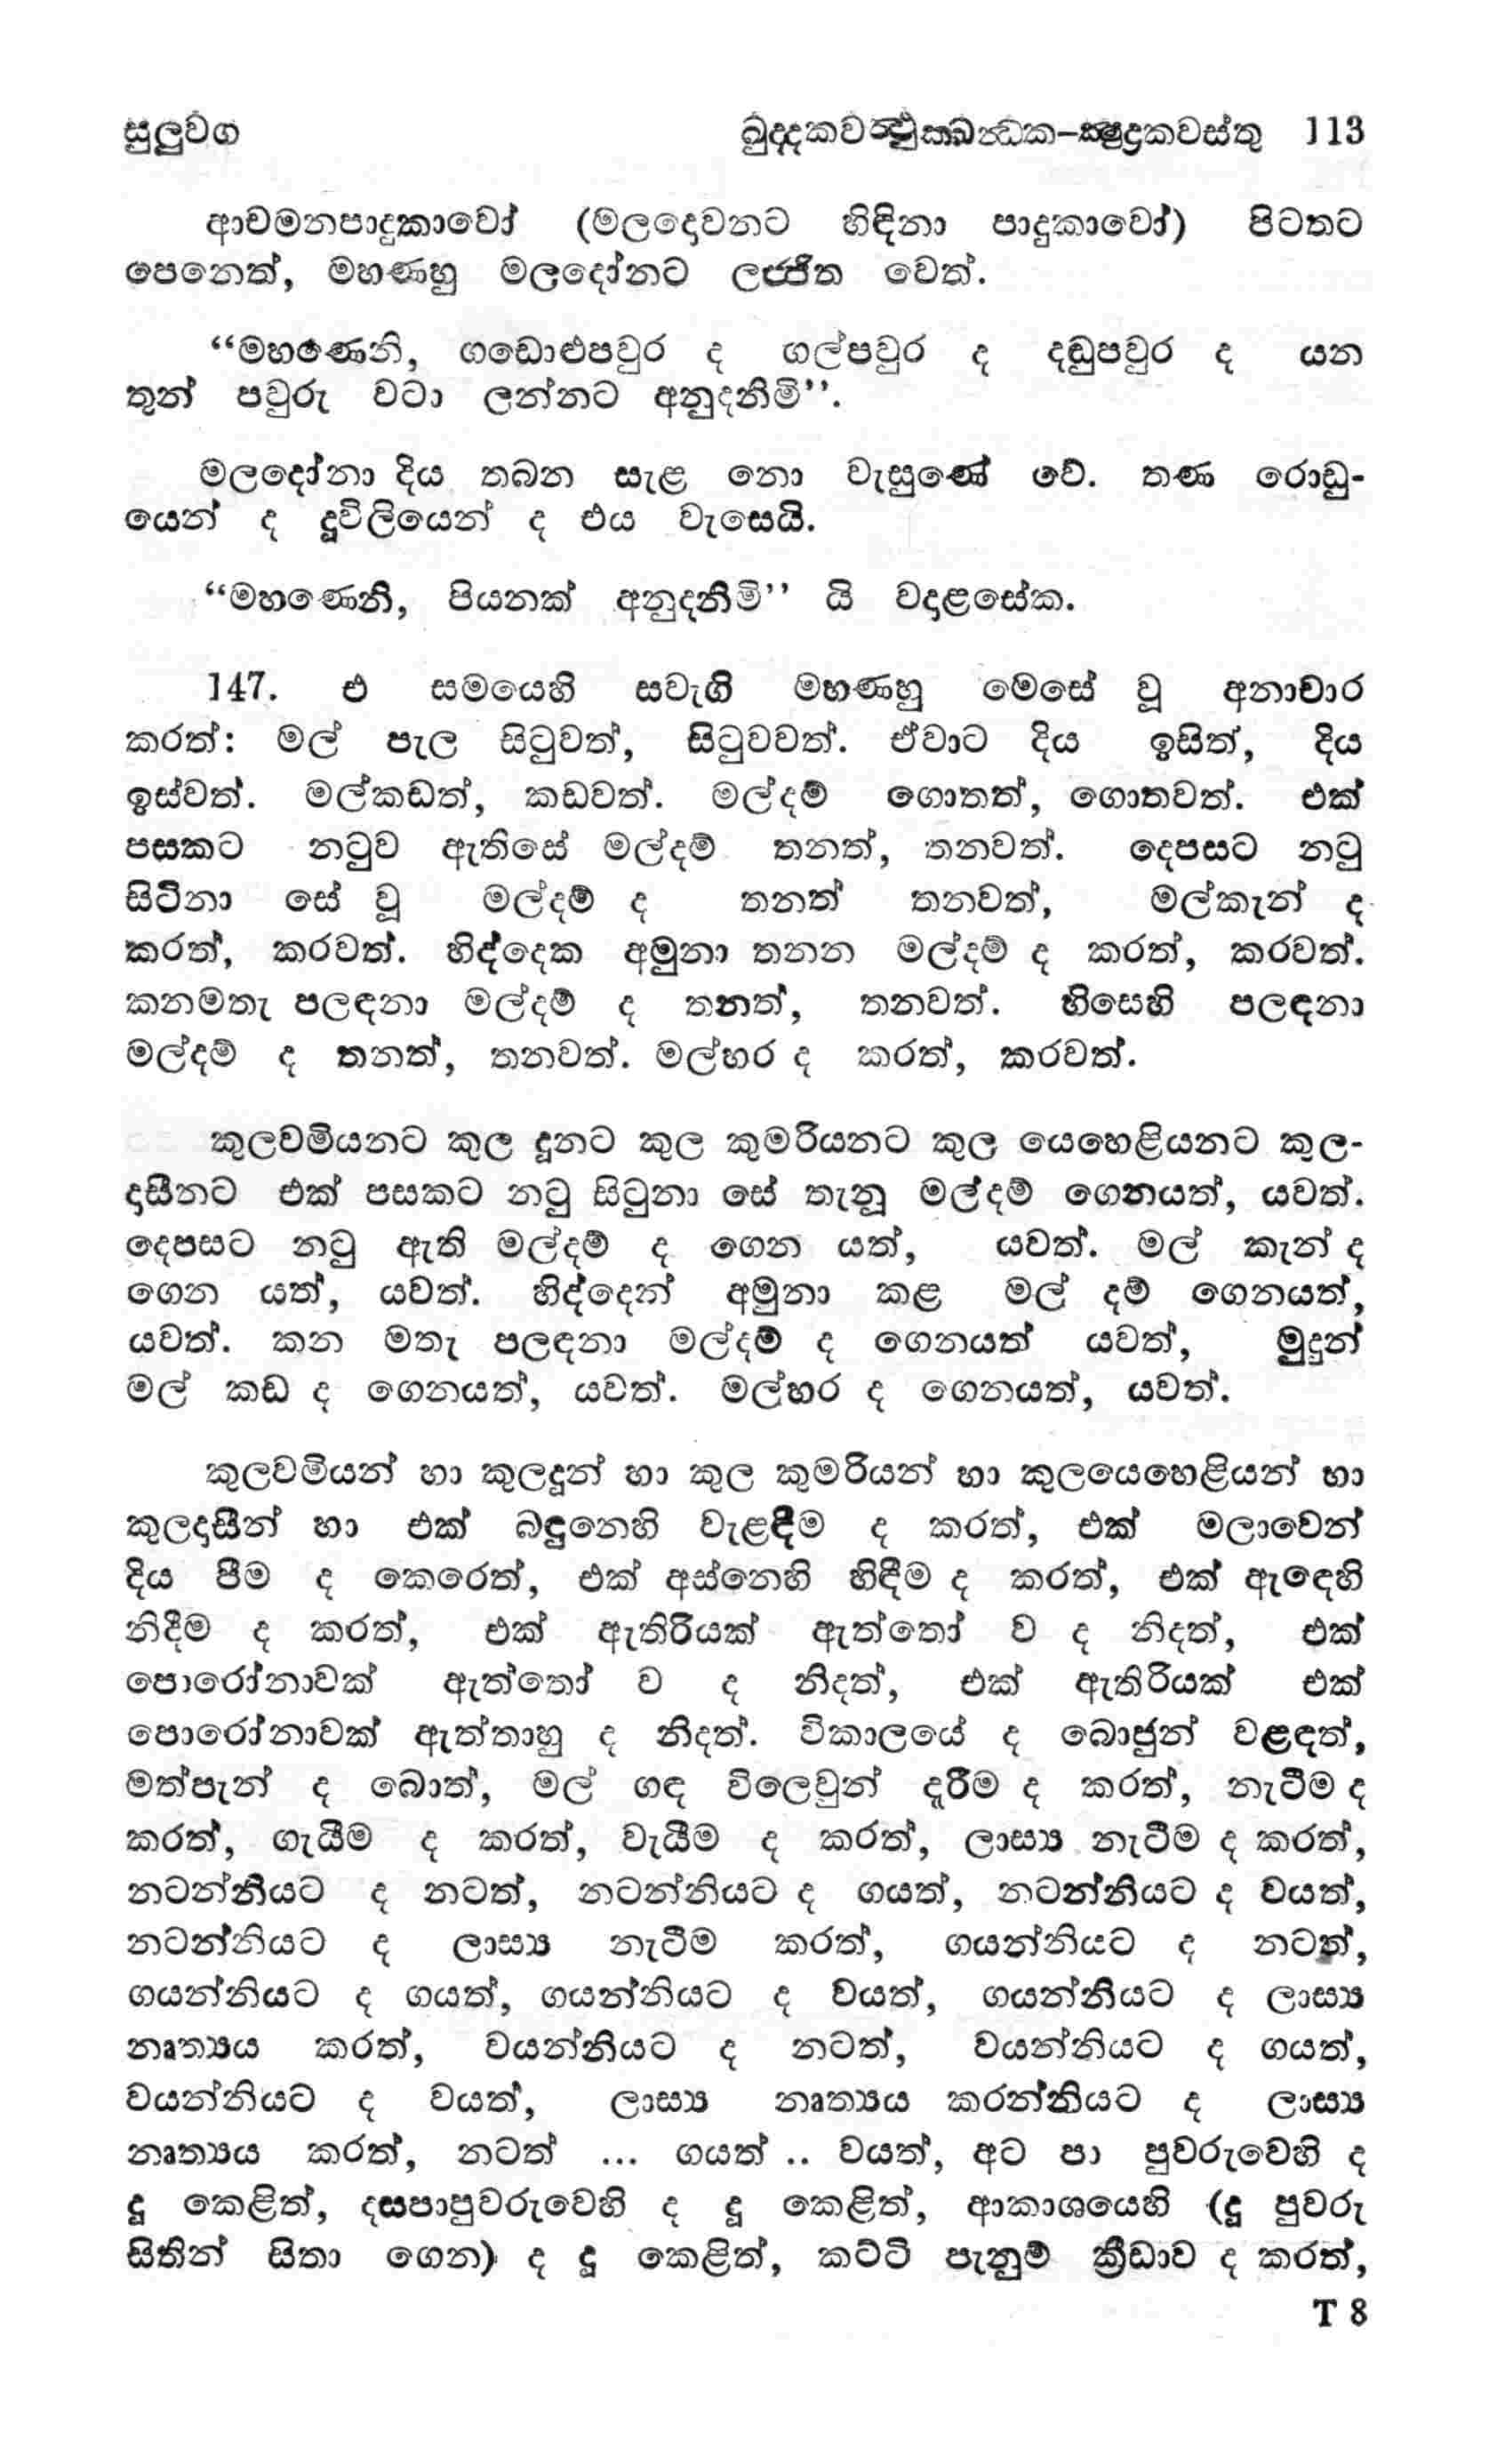 සුලුවග ඛුද්දකවත්ථුක්ඛන්ධක–ක්ෂුද්‍රකවස්තු 113
ආචමනපාදුකාවෝ (මලදොවනට හිඳිනා පාදුකාවෝ) පිටතට
පෙනෙත්, මහණහු මලදෝනට ලජ්ජිත වෙත්.
“මහණෙනි, ගඩොළුපවුර ද ගල්පවුර ද දඬුපවුර ද යන
තුන් පවුරු වටා ලන්නට අනුදනිමි”.
මලදෝනා දිය තබන සැළ නො වැසුණේ වේ. තණ රොඩු-
යෙන් ද දූවිලියෙන් ද එය වැසෙයි.
“මහණෙනි, පියනක් අනුදනිමි” යි වදාළසේක.
147. එ සමයෙහි සවැගි මහණහු මෙසේ වූ අනාචාර
කරත්: මල් පැල සිටුවත්, සිටුවවත්. ඒවාට දිය ඉසිත්, දිය
ඉස්වත්. මල්කඩත්, කඩවත්. මල්දම් ගොතත්, ගොතවත්. එක්
පසකට නටුව ඇතිසේ මල්දම් තනත්, තනවත්. දෙපසට නටු
සිටිනා සේ වූ මල්දම් ද තනත් තනවත්, මල්කැන් ද
කරත්, කරවත්. හිද්දෙක අමුනා තනන මල්දම් ද කරත්, කරවත්.
කනමතැ පලඳනා මල්දම් ද තනත්, තනවත්. හිසෙහි පලඳනා
මල්දම් ද තනත්, තනවත්. මල්හර ද කරත්, කරවත්.
කුලවමියනට කුල දූනට කුල කුමරියනට කුල යෙහෙළියනට කුල-
දාසීනට එක් පසකට නටු සිටුනා සේ තැනූ මල්දම් ගෙනයත්, යවත්.
දෙපසට නටු ඇති මල්දම් ද ගෙන යත්, යවත්. මල් කැන් ද
ගෙන යත්, යවත්. හිද්දෙන් අමුනා කළ මල් දම් ගෙනයත්,
යවත්. කන මතැ පලඳනා මල්දම් ද ගෙනයත් යවත්, මුදුන්
මල් කඩ ද ගෙනයත්, යවත්. මල්හර ද ගෙනයත්, යවත්.
කුලවමියන් හා කුලදූන් හා කුල කුමරියන් හා කුලයෙහෙළියන් හා
කුලදාසීන් හා එක් බඳුනෙහි වැළඳීම ද කරත්, එක් මලාවෙන්
දිය පීම ද කෙරෙත්, එක් අස්නෙහි හිඳීම ද කරත්, එක් ඇඳෙහි
නිදීම ද කරත්, එක් ඇතිරියක් ඇත්තෝ ව ද නිදත්, එක්
පොරෝනාවක් ඇත්තෝ ව ද නිදත්, එක් ඇතිරියක් එක්
පොරෝනාවක් ඇත්තාහු ද නිදත්. විකාලයේ ද බොජුන් වළඳත්,
මත්පැන් ද බොත්, මල් ගඳ විලෙවුන් දැරීම ද කරත්, නැටීම ද
කරත්, ගැයීම ද කරත්, වැයීම ද කරත්, ලාස්‍ය නැටීම ද කරත්,
නටන්නියට ද නටත්, නටන්නියට ද ගයත්, නටන්නියට ද වයත්,
නටන්නියට ද ලාස්‍ය නැටීම කරත්, ගයන්නියට ද නටත්,
ගයන්නියට ද ගයත්, ගයන්නියට ද වයත්, ගයන්නියට ද ලාස්‍ය
නෘත්‍යය කරත්, වයන්නියට ද නටත්, වයන්නියට ද ගයත්,
වයන්නියට ද වයත්, ලාස්‍ය නෘත්‍යය කරන්නියට ද ලාස්‍ය
නෘත්‍යය කරත්, නටත් ... ගයත් .. වයත්, අට පා පුවරුවෙහි ද
දූ කෙළිත්, දසපාපුවරුවෙහි ද දූ කෙළිත්, ආකාශයෙහි (දූ පුවරු
සිතින් සිතා ගෙන) ද දූ කෙළිත්, කට්ටි පැනුම් ක්‍රීඩාව ද කරත්,
T 8